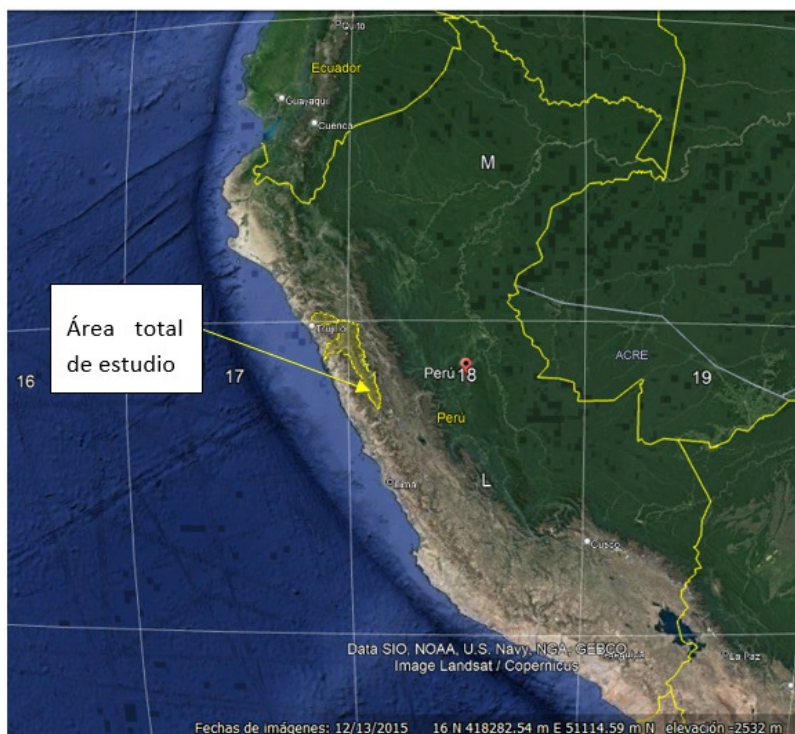 Quito
Ecuador
Guayaquil
Cuenca
M
Área total
de estudio
Trujillo
16
17
Perú 18
ACRE
19
Perú
L
Lima
Cusco
Data SIO, NOAA, U.S. Navy, NGA, GEBCO
Image Landsat / Copernicus
La Paz
Fechas de imágenes: 12/13/2015 16 N 418282.54 m E 51114.59 m N elevación -2532 m